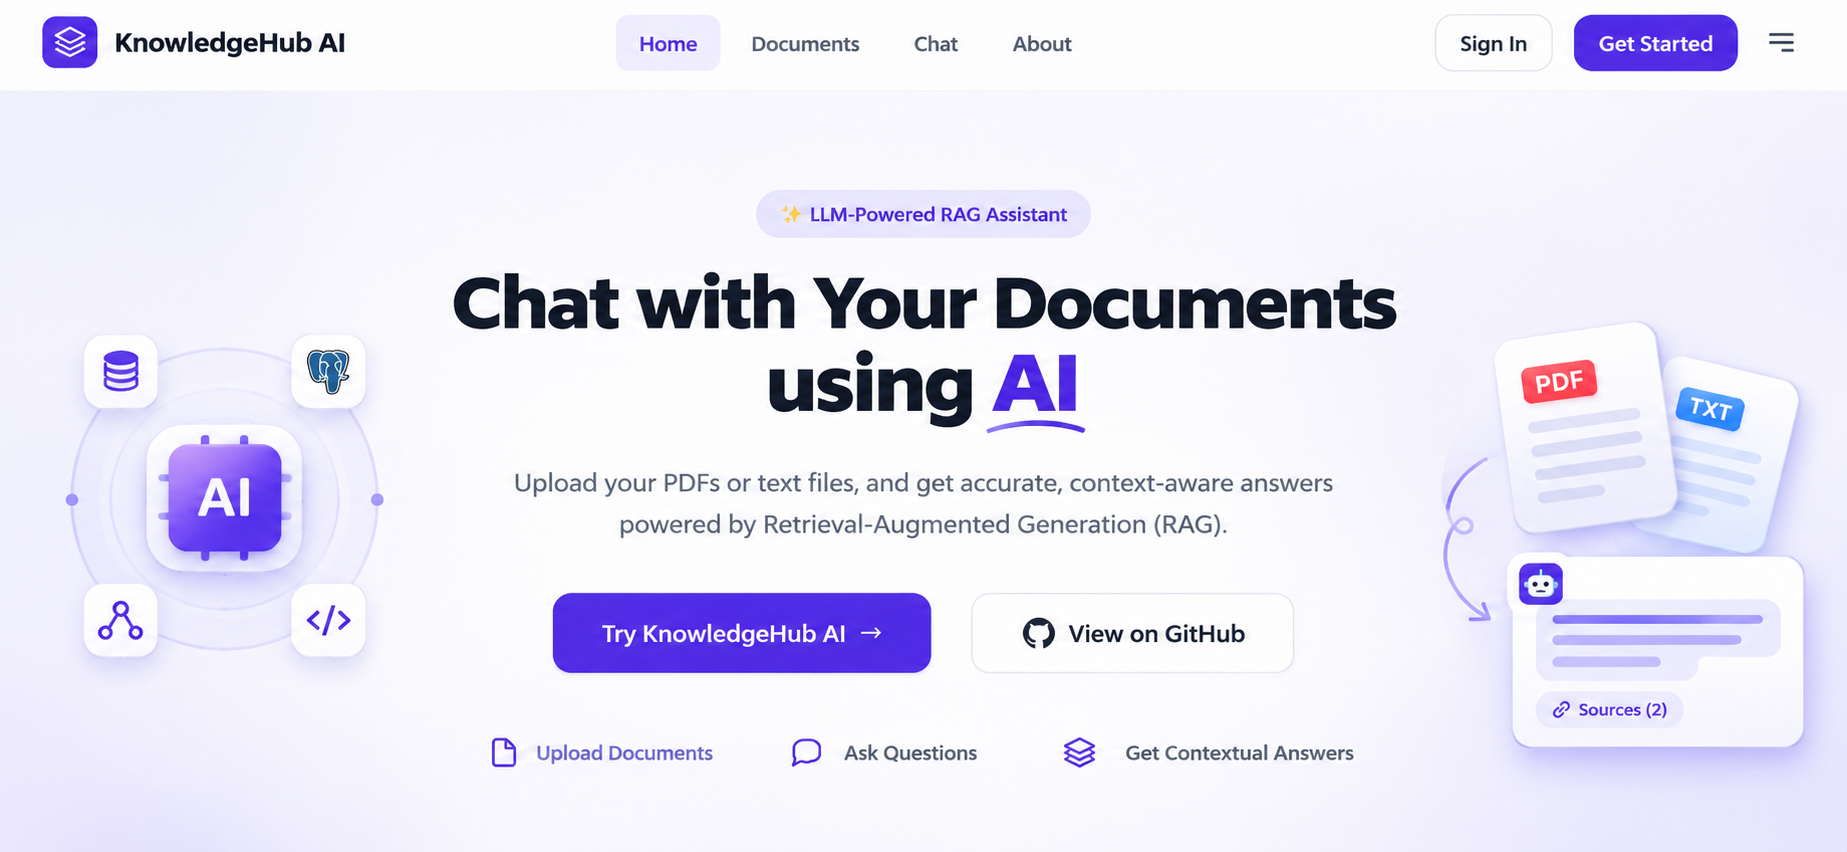 KnowledgeHub AI
Home
Documents
Chat
About
Sign In
Get Started
✨ LLM-Powered RAG Assistant
Chat with Your Documents
using AI
Upload your PDFs or text files, and get accurate, context-aware answers
powered by Retrieval-Augmented Generation (RAG).
Try KnowledgeHub AI →
View on GitHub
Upload Documents
Ask Questions
Get Contextual Answers
AI
</>
PDF
TXT
Sources (2)